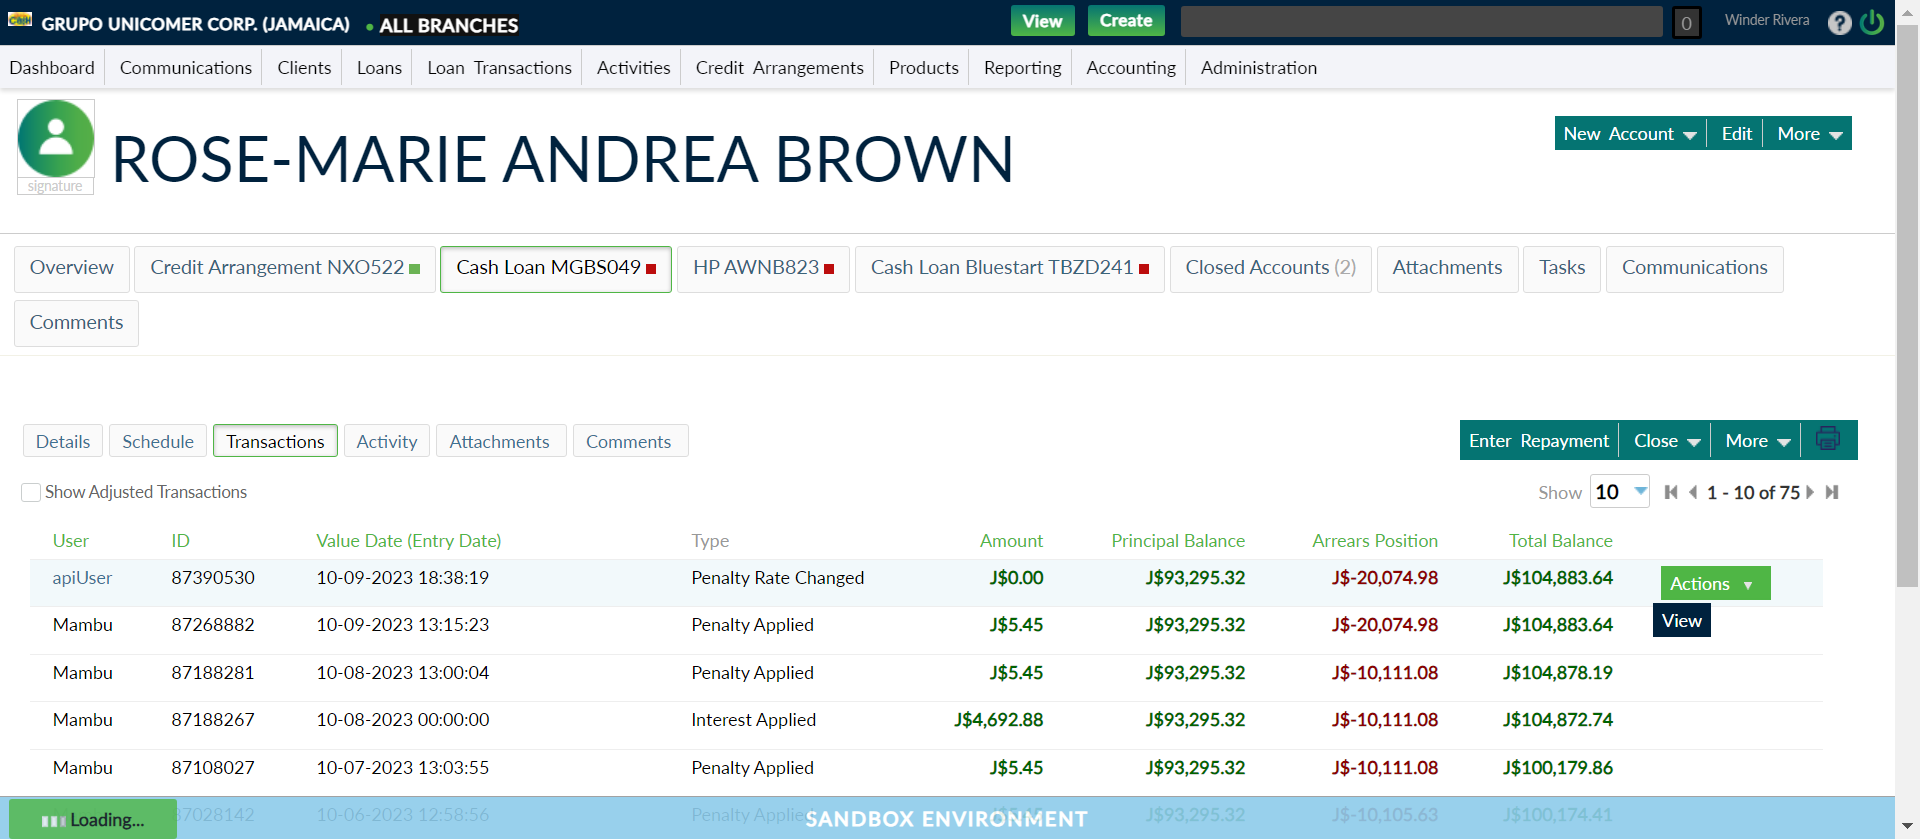 Cash GRUPO UNICOMER CORP. (JAMAICA) ALL BRANCHES View Create 0 Winder Rivera ?
Dashboard Communications Clients Loans Loan Transactions Activities Credit Arrangements Products Reporting Accounting Administration
signature
ROSE-MARIE ANDREA BROWN
New Account Edit More
Overview Credit Arrangement NXO522 Cash Loan MGBS049 HP AWNB823 Cash Loan Bluestart TBZD241 Closed Accounts (2) Attachments Tasks Communications
Comments
Details Schedule Transactions Activity Attachments Comments Enter Repayment Close More
Show Adjusted Transactions Show 10 1 - 10 of 75
User ID Value Date (Entry Date) Type Amount Principal Balance Arrears Position Total Balance
apiUser 87390530 10-09-2023 18:38:19 Penalty Rate Changed J$0.00 J$93,295.32 J$-20,074.98 J$104,883.64 Actions
Mambu 87268882 10-09-2023 13:15:23 Penalty Applied J$5.45 J$93,295.32 J$-20,074.98 J$104,883.64 View
Mambu 87188281 10-08-2023 13:00:04 Penalty Applied J$5.45 J$93,295.32 J$-10,111.08 J$104,878.19
Mambu 87188267 10-08-2023 00:00:00 Interest Applied J$4,692.88 J$93,295.32 J$-10,111.08 J$104,872.74
Mambu 87108027 10-07-2023 13:03:55 Penalty Applied J$5.45 J$93,295.32 J$-10,111.08 J$100,179.86
87028142 10-06-2023 12:58:56 Penalty Applied J$5.45 J$93,295.32 J$-10,105.63 J$100,174.41
Loading... SANDBOX ENVIRONMENT